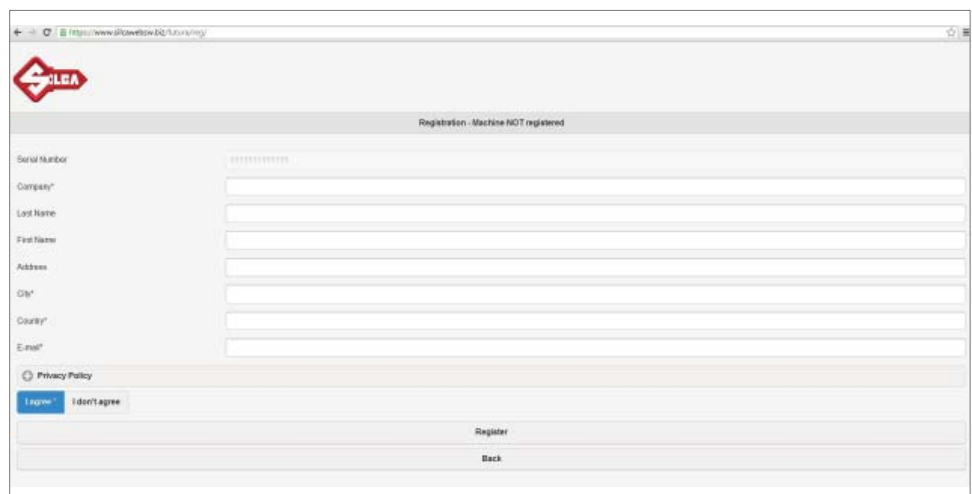 https://www.silcawebsw.biz/futura/reg/
SILCA
Registration - Machine NOT registered
Serial Number
Company*
Last Name
First Name
Address
City*
Country*
E-mail*
Privacy Policy
I agree * I don't agree
Register
Back